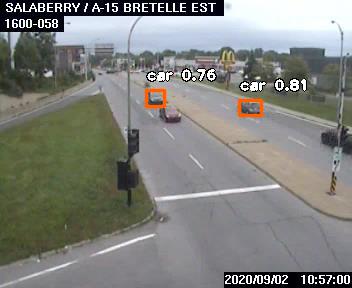 SALABERRY / A-15 BRETELLE EST
1600-058
car 0.76
car 0.81
2020/09/02 10:57:00